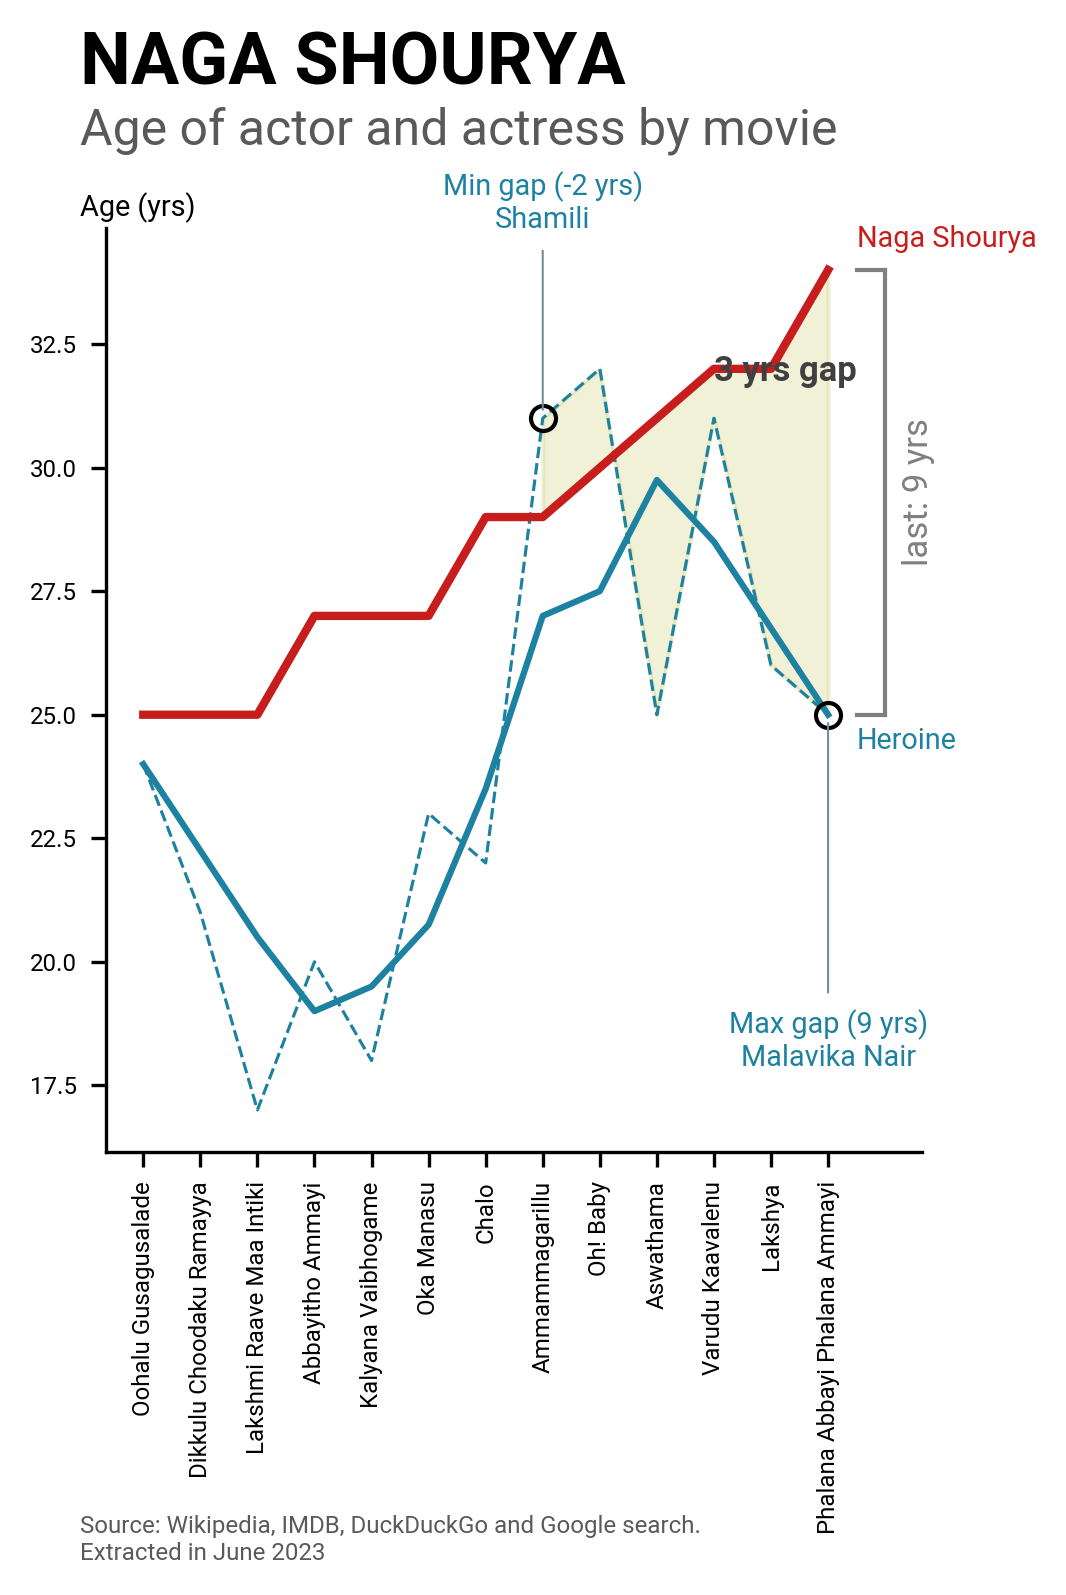 NAGA SHOURYA
Age of actor and actress by movie
Min gap (-2 yrs)
Shamili
Age (yrs)
Naga Shourya
32.5
30.0
27.5
25.0
22.5
20.0
17.5
3 yrs gap
last: 9 yrs
Heroine
Max gap (9 yrs)
Malavika Nair
Oohalu Gusagusalade
Dikkulu Choodaku Ramayya
Lakshmi Raave Maa Intiki
Abbayitho Ammayi
Kalyana Vaibhogame
Oka Manasu
Chalo
Ammammagarillu
Oh! Baby
Aswathama
Varudu Kaavalenu
Lakshya
Phalana Abbayi Phalana Ammayi
Source: Wikipedia, IMDB, DuckDuckGo and Google search.
Extracted in June 2023